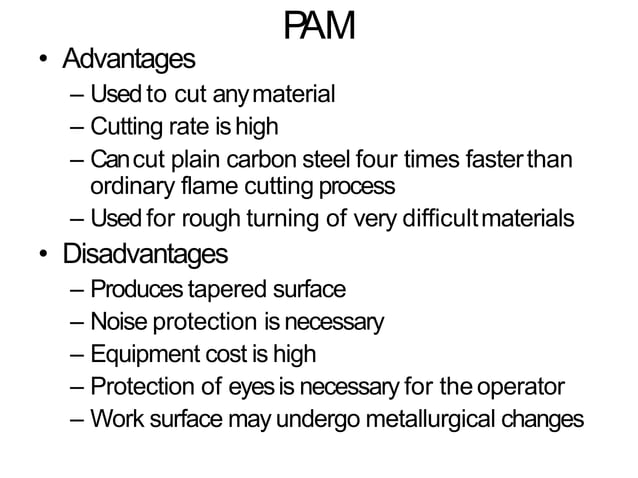 PAM
• Advantages
– Used to cut any material
– Cutting rate is high
– Can cut plain carbon steel four times faster than
ordinary flame cutting process
– Used for rough turning of very difficult materials
• Disadvantages
– Produces tapered surface
– Noise protection is necessary
– Equipment cost is high
– Protection of eyes is necessary for the operator
– Work surface may undergo metallurgical changes